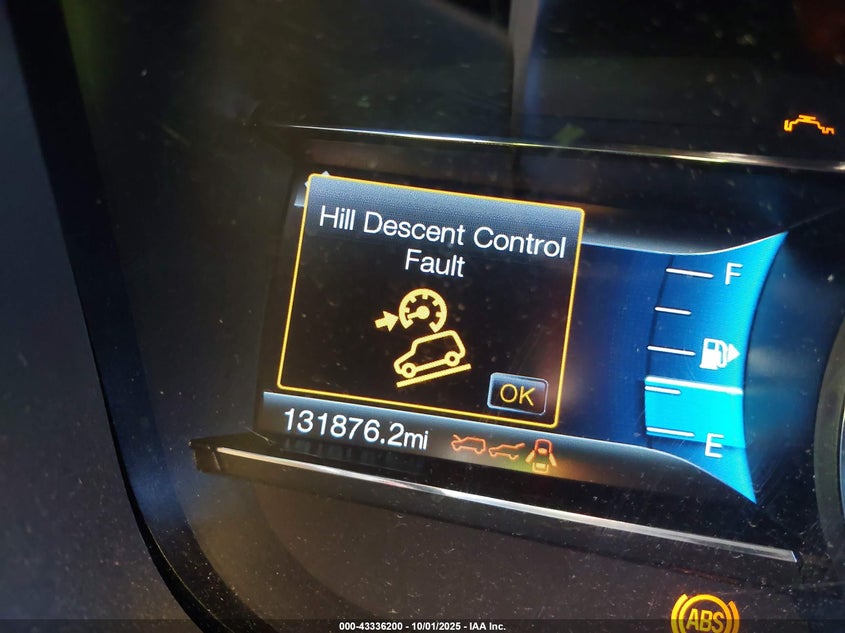 Hill Descent Control
Fault
F
OK
131876.2mi
E
ABS
000-43336200 - 10/01/2025 - IAA Inc.